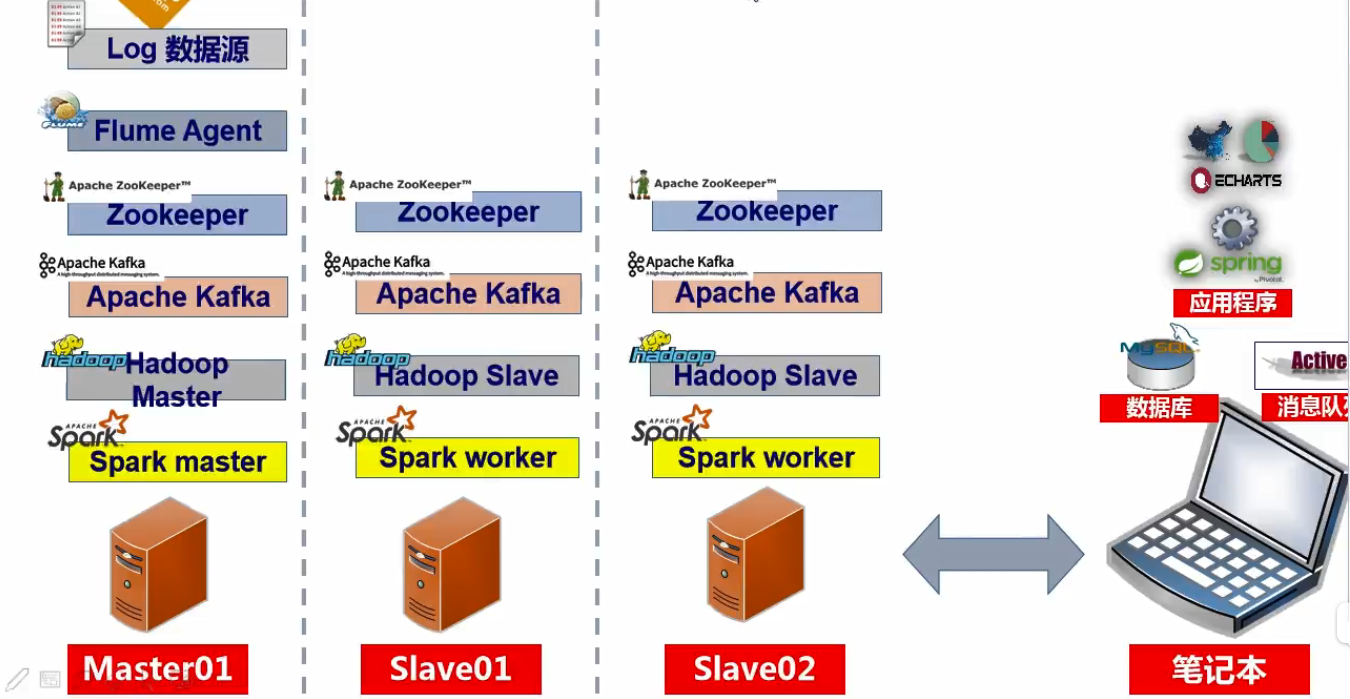 .com
Log 数据源
FLUME
Flume Agent
Apache ZooKeeper™
Zookeeper
Apache Kafka
A high-throughput distributed messaging system.
Apache Kafka
hadoop
Hadoop
Master
APACHE
Spark
Spark master
Master01
Apache ZooKeeper™
Zookeeper
Apache Kafka
A high-throughput distributed messaging system.
Apache Kafka
hadoop
Hadoop Slave
APACHE
Spark
Spark worker
Slave01
Apache ZooKeeper™
Zookeeper
Apache Kafka
A high-throughput distributed messaging system.
Apache Kafka
hadoop
Hadoop Slave
APACHE
Spark
Spark worker
Slave02
ECHARTS
spring
by Pivotal.
应用程序
MySQL
数据库
Active
消息队
笔记本